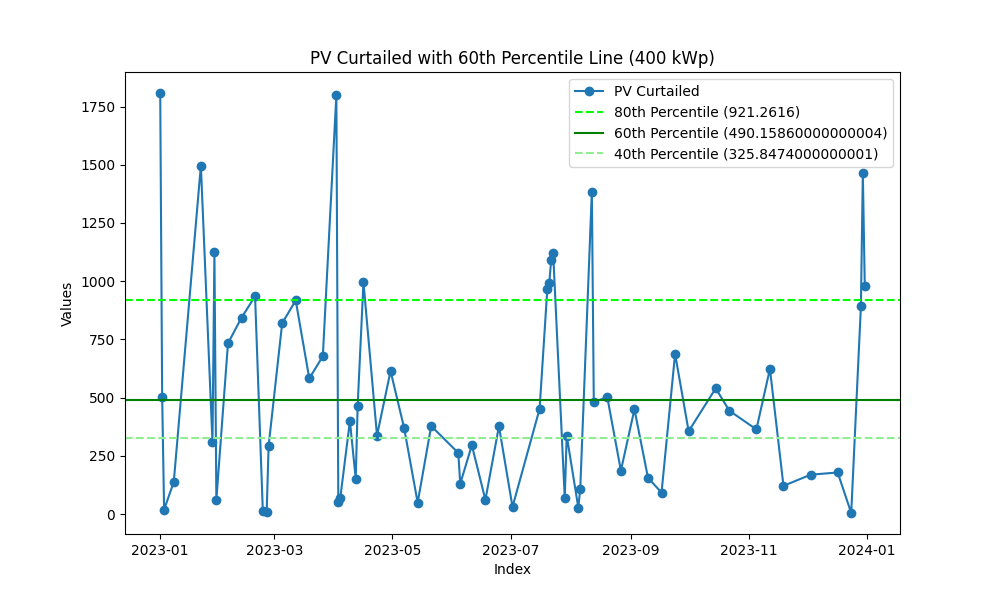 PV Curtailed with 60th Percentile Line (400 kWp)
PV Curtailed
80th Percentile (921.2616)
60th Percentile (490.15860000000004)
40th Percentile (325.8474000000001)
Values
1750
1500
1250
1000
750
500
250
0
2023-01
2023-03
2023-05
2023-07
2023-09
2023-11
2024-01
Index